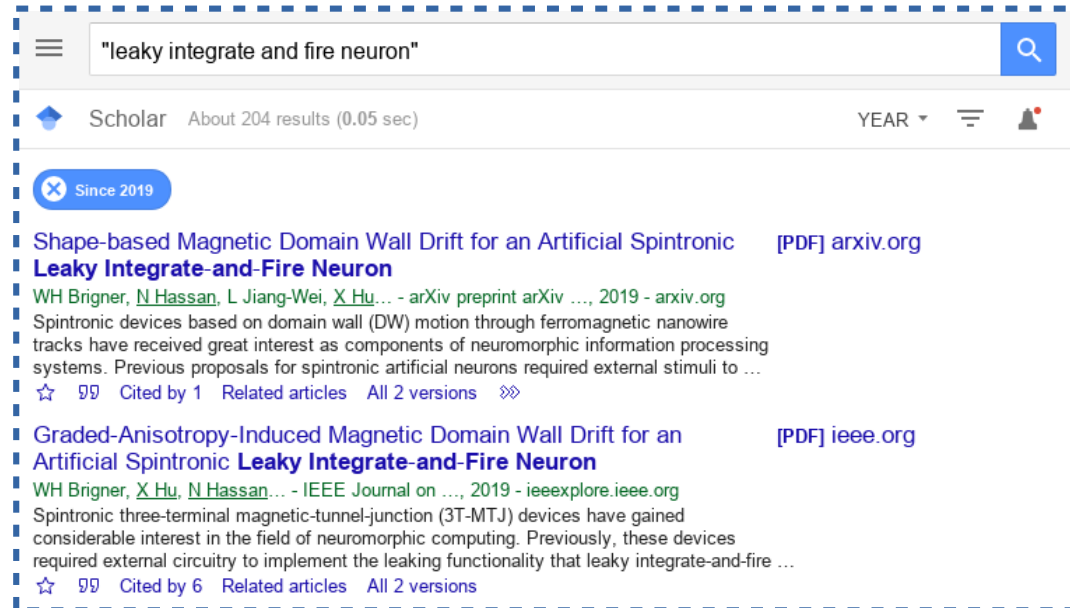 "leaky integrate and fire neuron"
Scholar About 204 results (0.05 sec) YEAR
Since 2019
Shape-based Magnetic Domain Wall Drift for an Artificial Spintronic [PDF] arxiv.org
Leaky Integrate-and-Fire Neuron
WH Brigner, N Hassan, L Jiang-Wei, X Hu... - arXiv preprint arXiv ..., 2019 - arxiv.org
Spintronic devices based on domain wall (DW) motion through ferromagnetic nanowire
tracks have received great interest as components of neuromorphic information processing
systems. Previous proposals for spintronic artificial neurons required external stimuli to ...
Cited by 1 Related articles All 2 versions
Graded-Anisotropy-Induced Magnetic Domain Wall Drift for an [PDF] ieee.org
Artificial Spintronic Leaky Integrate-and-Fire Neuron
WH Brigner, X Hu, N Hassan... - IEEE Journal on ..., 2019 - ieeexplore.ieee.org
Spintronic three-terminal magnetic-tunnel-junction (3T-MTJ) devices have gained
considerable interest in the field of neuromorphic computing. Previously, these devices
required external circuitry to implement the leaking functionality that leaky integrate-and-fire ...
Cited by 6 Related articles All 2 versions